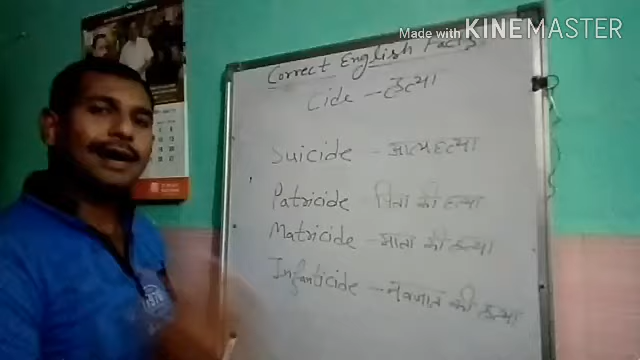 Made with KINEMASTER
Correct English Facts
Cide - हत्या
Suicide - आत्महत्या
Patricide - पिता की हत्या
Matricide - माता की हत्या
Infanticide - नवजात की हत्या